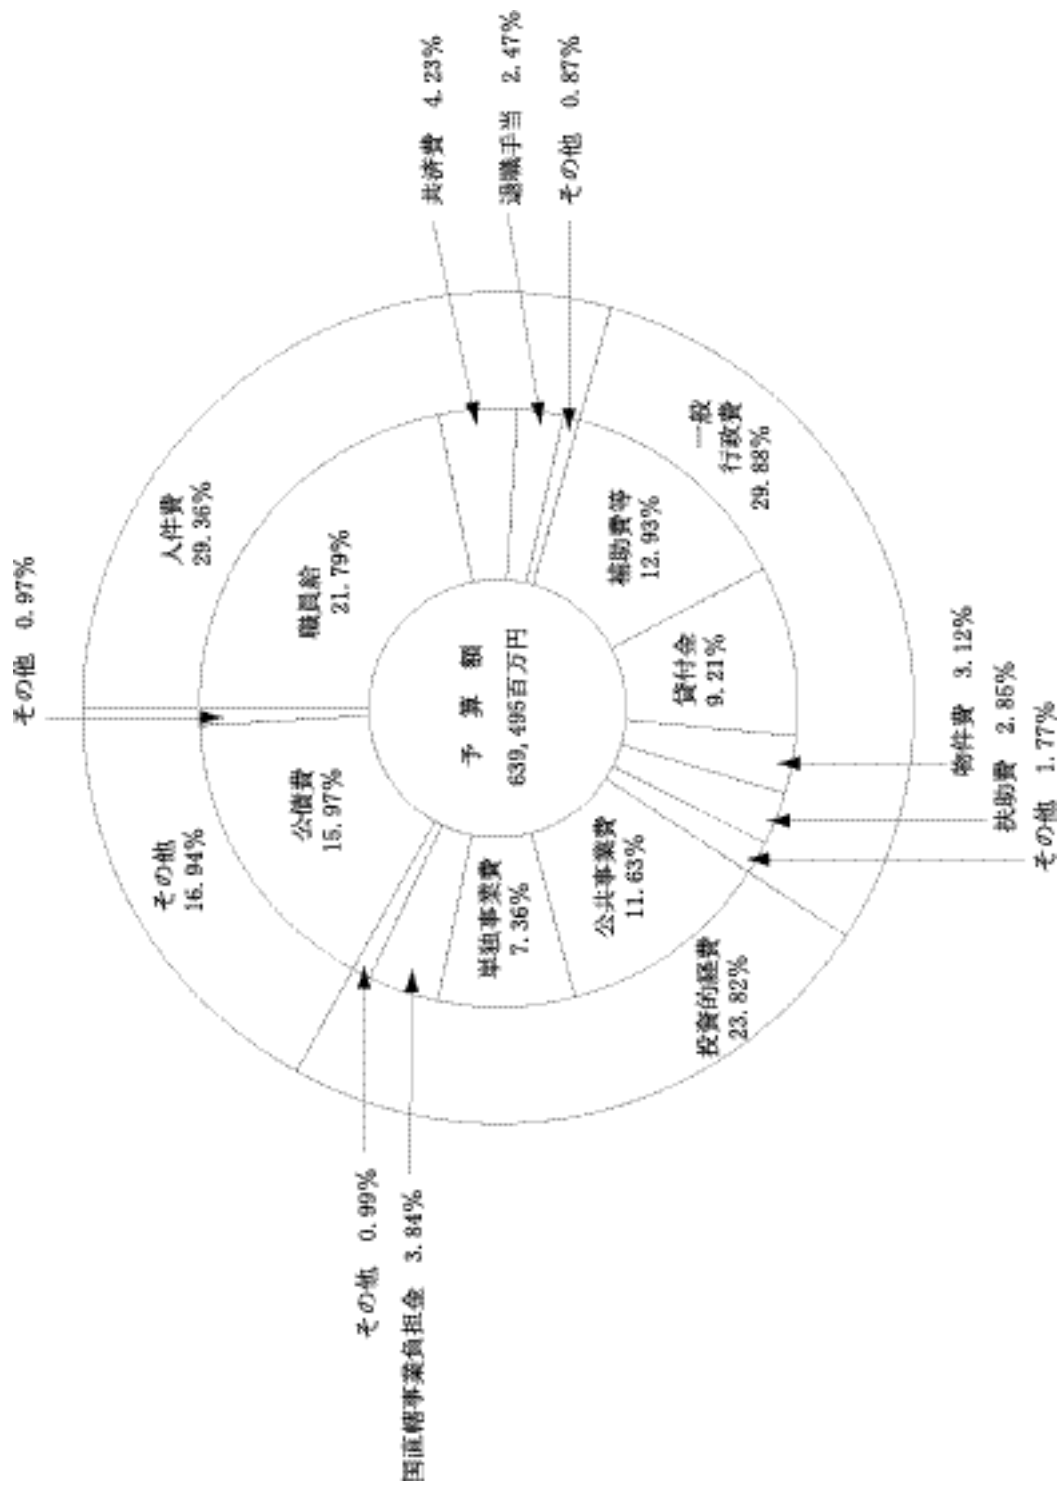 予 算 額
639,495百万円
人件費
29.36%
職員給
21.79%
共済費 4.23%
退職手当 2.47%
その他 0.87%
一般
行政費
29.88%
補助費等
12.93%
貸付金
9.21%
物件費 3.12%
扶助費 2.85%
その他 1.77%
投資的経費
23.82%
公共事業費
11.63%
単独事業費
7.36%
国直轄事業負担金 3.84%
その他 0.99%
その他
16.94%
公債費
15.97%
その他 0.97%